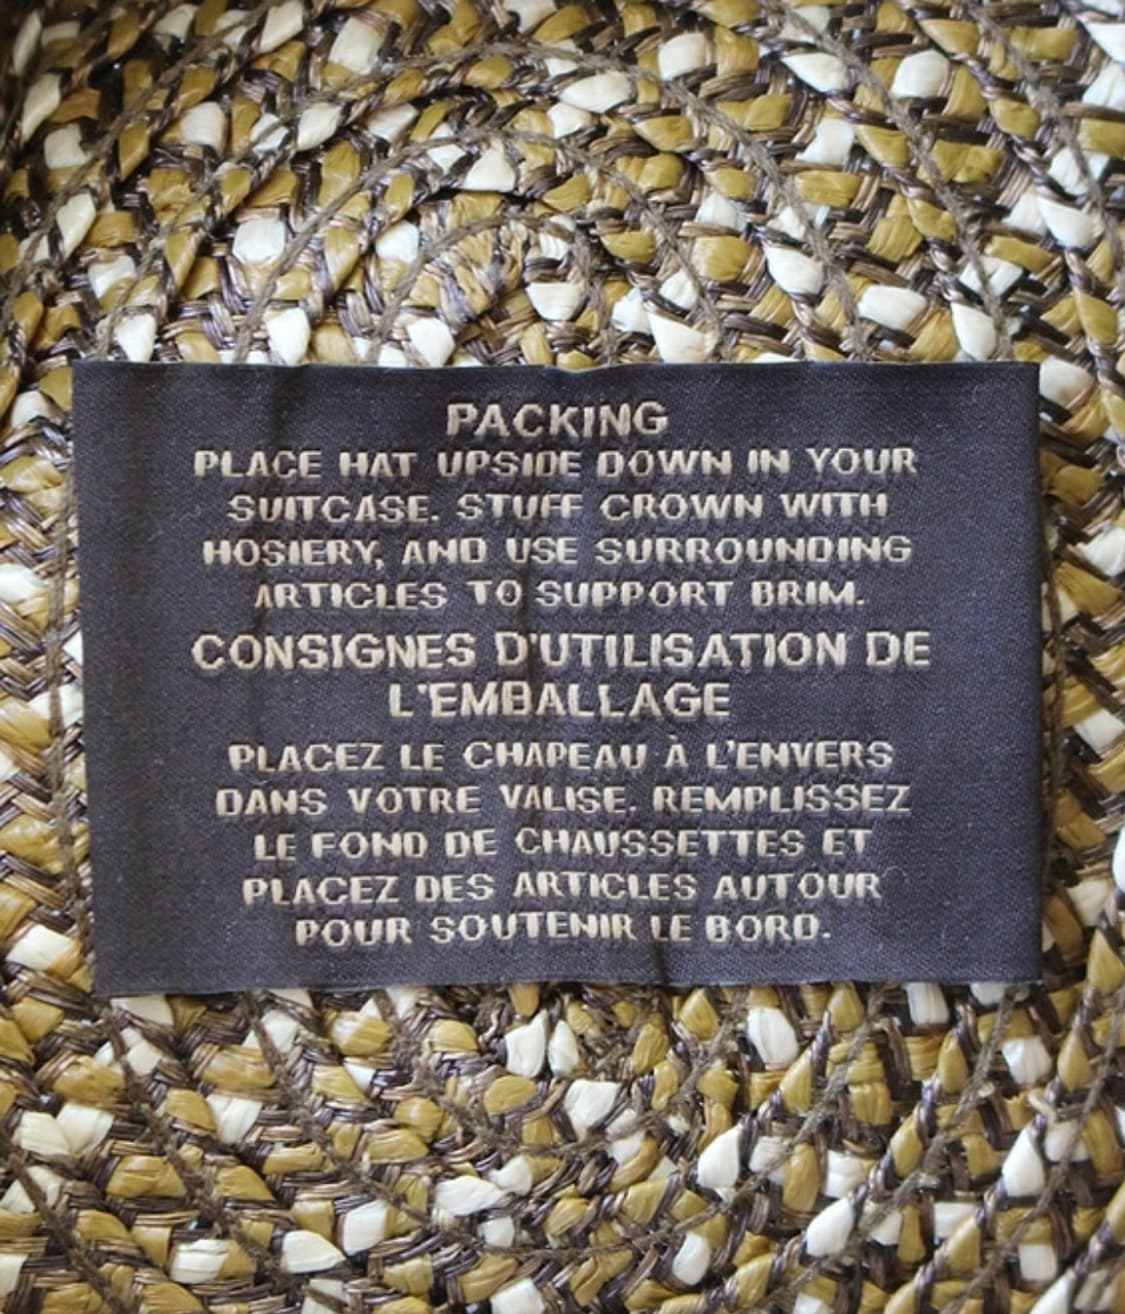 PACKING
PLACE HAT UPSIDE DOWN IN YOUR
SUITCASE. STUFF CROWN WITH
HOSIERY, AND USE SURROUNDING
ARTICLES TO SUPPORT BRIM.
CONSIGNES D'UTILISATION DE
L'EMBALLAGE
PLACEZ LE CHAPEAU À L'ENVERS
DANS VOTRE VALISE. REMPLISSEZ
LE FOND DE CHAUSSETTES ET
PLACEZ DES ARTICLES AUTOUR
POUR SOUTENIR LE BORD.